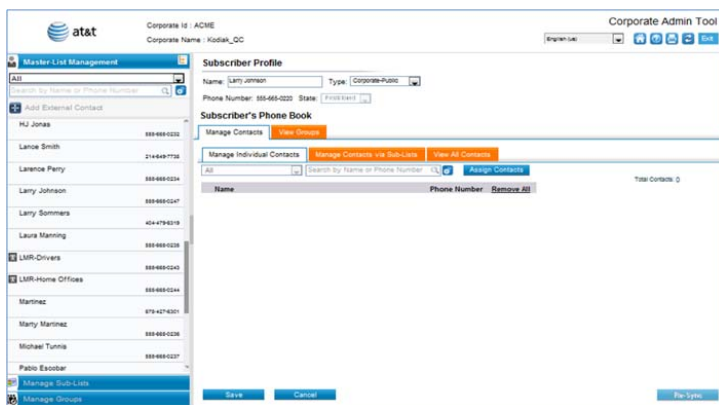 Corporate Admin Tool
at&t
Corporate Id : ACME
Corporate Name : Kodiak_QC
English (us)
Exit
Master-List Management
All
Search by Name or Phone Number
Add External Contact
HJ Jonas
Lance Smith
214-649-7738
Larence Perry
Larry Johnson
Larry Sommers
Laura Manning
LMR-Drivers
LMR-Home Offices
Martinez
Marty Martinez
Michael Tunnis
Pablo Escobar
Manage Sub-Lists
Manage Groups
Subscriber Profile
Name: Larry Johnson Type: Corporate-Public
Phone Number: State:
Subscriber's Phone Book
Manage Contacts View Groups
Manage Individual Contacts Manage Contacts via Sub-Lists View All Contacts
All Search by Name or Phone Number Assign Contacts
Total Contacts: 0
Name Phone Number Remove All
Save Cancel Re-Sync